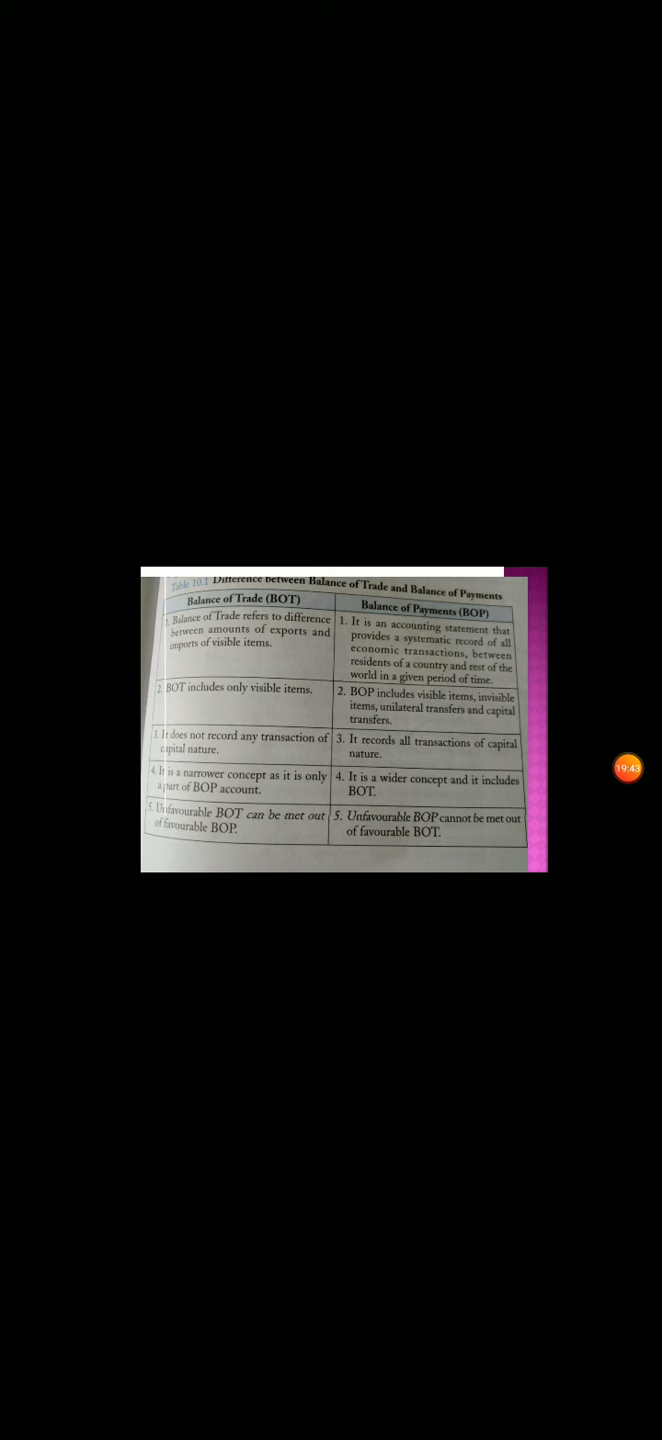 Table 10.1 Difference between Balance of Trade and Balance of Payments
Balance of Trade (BOT)
1. Balance of Trade refers to difference
between amounts of exports and
imports of visible items.
2. BOT includes only visible items.
3. It does not record any transaction of
capital nature.
4. It is a narrower concept as it is only
a part of BOP account.
5. Unfavourable BOT can be met out
of favourable BOP.
Balance of Payments (BOP)
1. It is an accounting statement that
provides a systematic record of all
economic transactions, between
residents of a country and rest of the
world in a given period of time.
2. BOP includes visible items, invisible
items, unilateral transfers and capital
transfers.
3. It records all transactions of capital
nature.
4. It is a wider concept and it includes
BOT.
5. Unfavourable BOP cannot be met out
of favourable BOT.
19:43